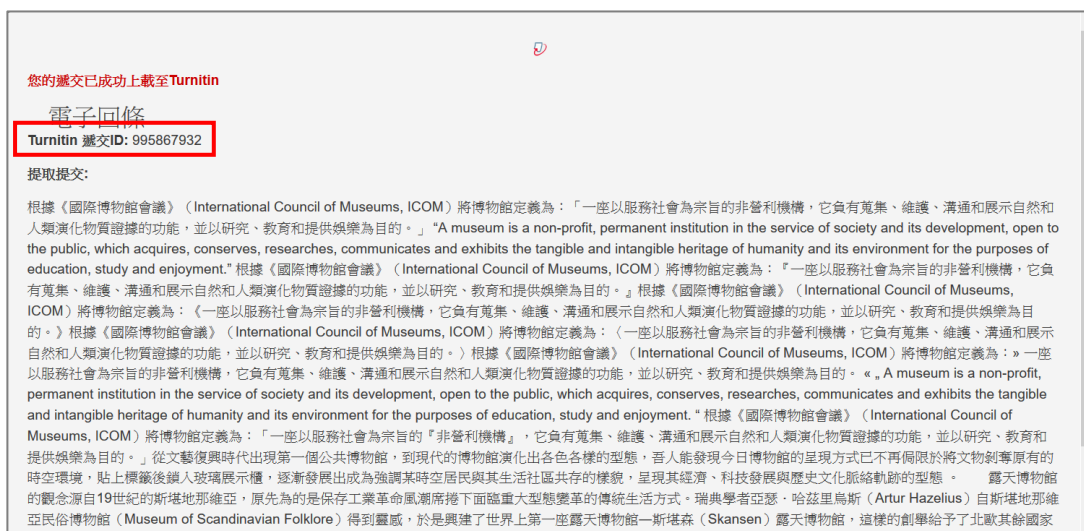 您的遞交已成功上載至Turnitin
電子回條
Turnitin 遞交ID: 995867932
提取提交:
根據《國際博物館會議》（International Council of Museums, ICOM）將博物館定義為：「一座以服務社會為宗旨的非營利機構，它負有蒐集、維護、溝通和展示自然和
人類演化物質證據的功能，並以研究、教育和提供娛樂為目的。」 “A museum is a non-profit, permanent institution in the service of society and its development, open to
the public, which acquires, conserves, researches, communicates and exhibits the tangible and intangible heritage of humanity and its environment for the purposes of
education, study and enjoyment.” 根據《國際博物館會議》（International Council of Museums, ICOM）將博物館定義為：『一座以服務社會為宗旨的非營利機構，它負
有蒐集、維護、溝通和展示自然和人類演化物質證據的功能，並以研究、教育和提供娛樂為目的。』根據《國際博物館會議》（International Council of Museums,
ICOM）將博物館定義為：《一座以服務社會為宗旨的非營利機構，它負有蒐集、維護、溝通和展示自然和人類演化物質證據的功能，並以研究、教育和提供娛樂為目
的。》根據《國際博物館會議》（International Council of Museums, ICOM）將博物館定義為：〈一座以服務社會為宗旨的非營利機構，它負有蒐集、維護、溝通和展示
自然和人類演化物質證據的功能，並以研究、教育和提供娛樂為目的。〉根據《國際博物館會議》（International Council of Museums, ICOM）將博物館定義為：» 一座
以服務社會為宗旨的非營利機構，它負有蒐集、維護、溝通和展示自然和人類演化物質證據的功能，並以研究、教育和提供娛樂為目的。 « „ A museum is a non-profit,
permanent institution in the service of society and its development, open to the public, which acquires, conserves, researches, communicates and exhibits the tangible
and intangible heritage of humanity and its environment for the purposes of education, study and enjoyment. “ 根據《國際博物館會議》（International Council of
Museums, ICOM）將博物館定義為：「一座以服務社會為宗旨的『非營利機構』，它負有蒐集、維護、溝通和展示自然和人類演化物質證據的功能，並以研究、教育和
提供娛樂為目的。」從文藝復興時代出現第一個公共博物館，到現代的博物館演化出各色各樣的型態，吾人能發現今日博物館的呈現方式已不再侷限於將文物剝奪原有的
時空環境，貼上標籤後鎖入玻璃展示櫃，逐漸發展出成為強調某時空居民與其生活社區共存的樣貌，呈現其經濟、科技發展與歷史文化脈絡軌跡的型態 。 露天博物館
的觀念源自19世紀的斯堪地那維亞，原先為的是保存工業革命風潮席捲下面臨重大型態變革的傳統生活方式。瑞典學者亞瑟．哈茲里烏斯（Artur Hazelius）自斯堪地那維
亞民俗博物館（Museum of Scandinavian Folklore）得到靈感，於是興建了世界上第一座露天博物館—斯堪森（Skansen）露天博物館，這樣的創舉給予了北歐其餘國家